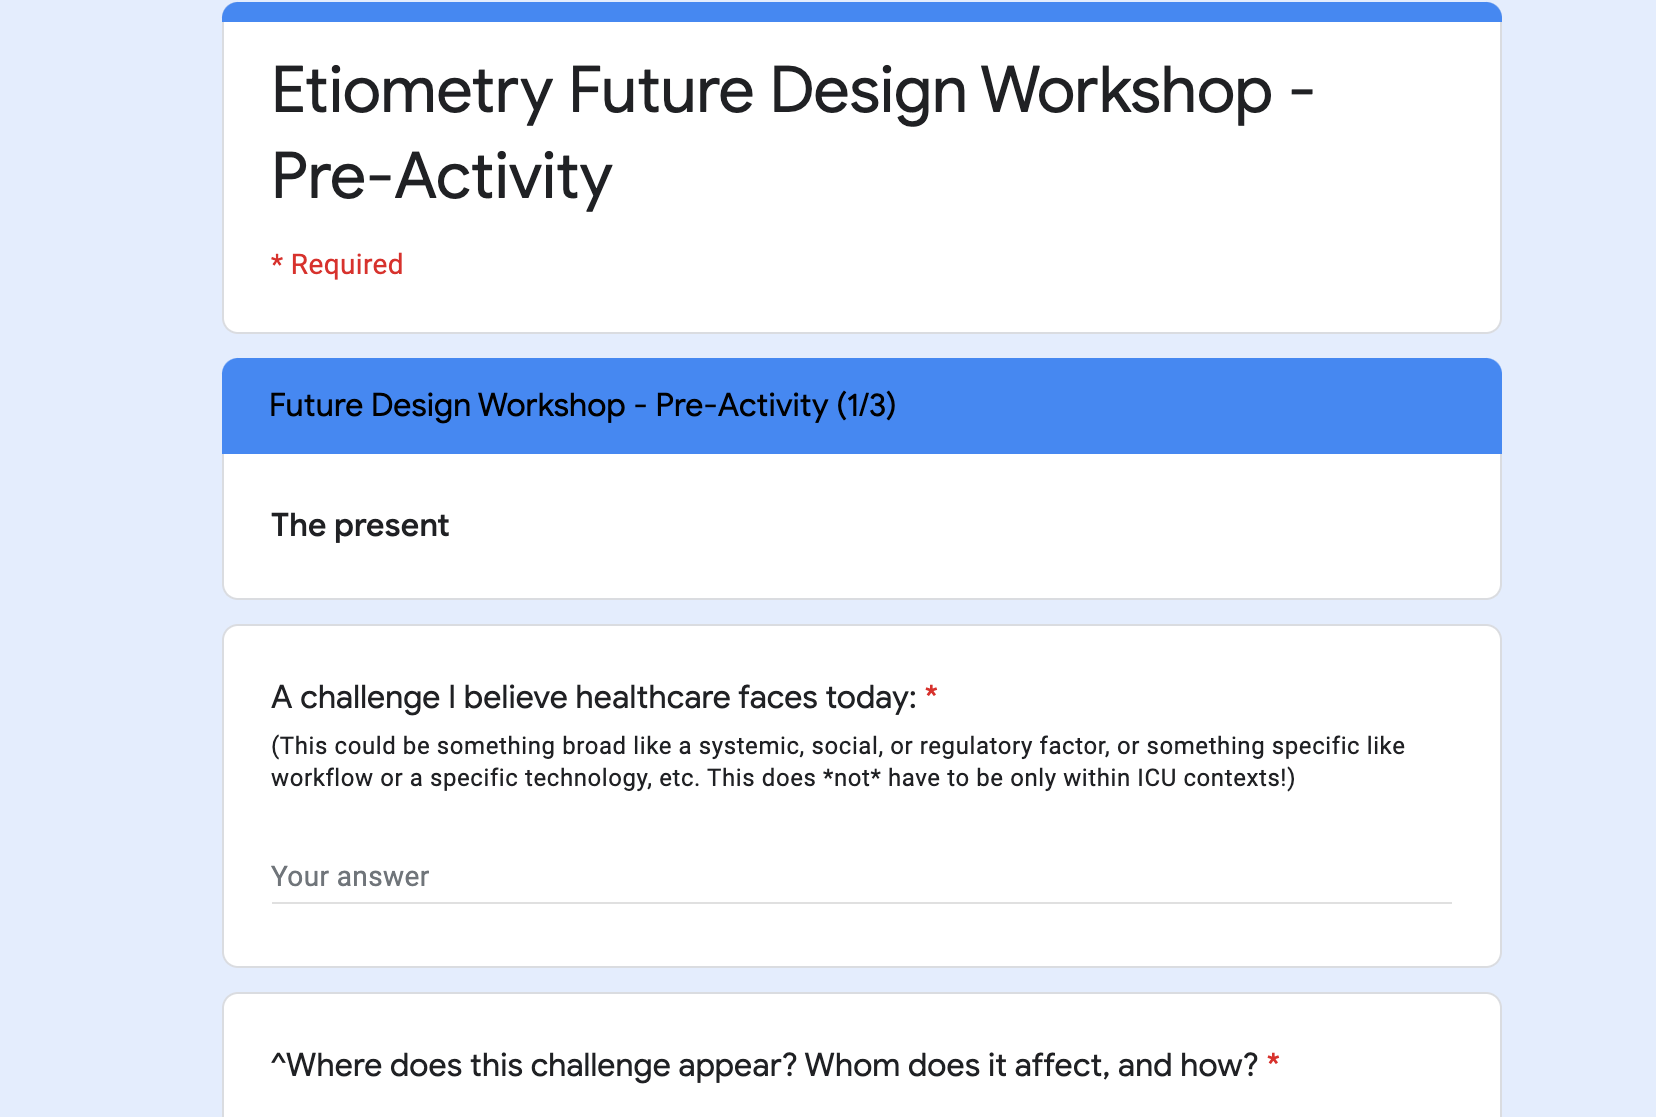 Etiometry Future Design Workshop -
Pre-Activity
* Required
Future Design Workshop - Pre-Activity (1/3)
The present
A challenge I believe healthcare faces today: *
(This could be something broad like a systemic, social, or regulatory factor, or something specific like
workflow or a specific technology, etc. This does *not* have to be only within ICU contexts!)
Your answer
^Where does this challenge appear? Whom does it affect, and how? *